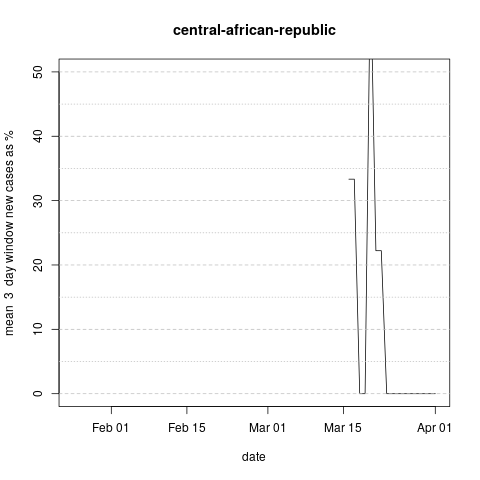 central-african-republic
mean 3 day window new cases as %
50
40
30
20
10
0
Feb 01 Feb 15 Mar 01 Mar 15 Apr 01
date